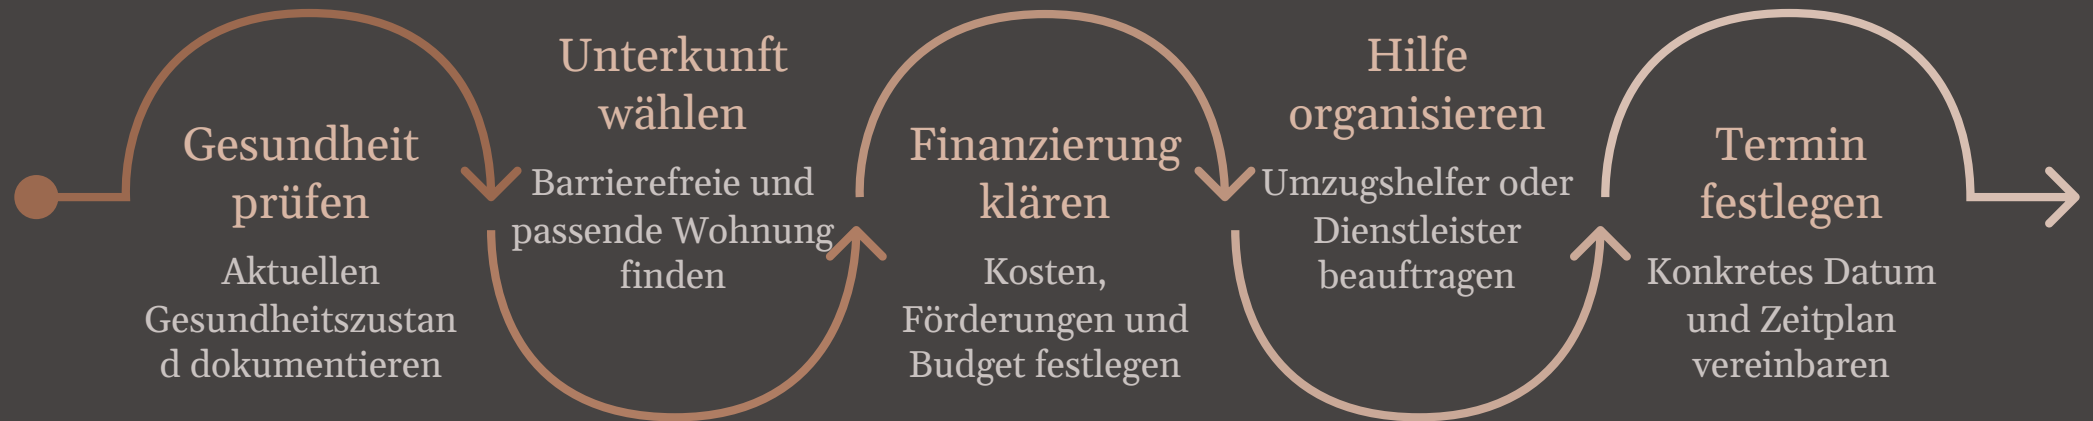 Gesundheit
prüfen
Aktuellen
Gesundheitszustan
d dokumentieren
Unterkunft
wählen
Barrierefreie und
passende Wohnung
finden
Finanzierung
klären
Kosten,
Förderungen und
Budget festlegen
Hilfe
organisieren
Umzugshelfer oder
Dienstleister
beauftragen
Termin
festlegen
Konkretes Datum
und Zeitplan
vereinbaren